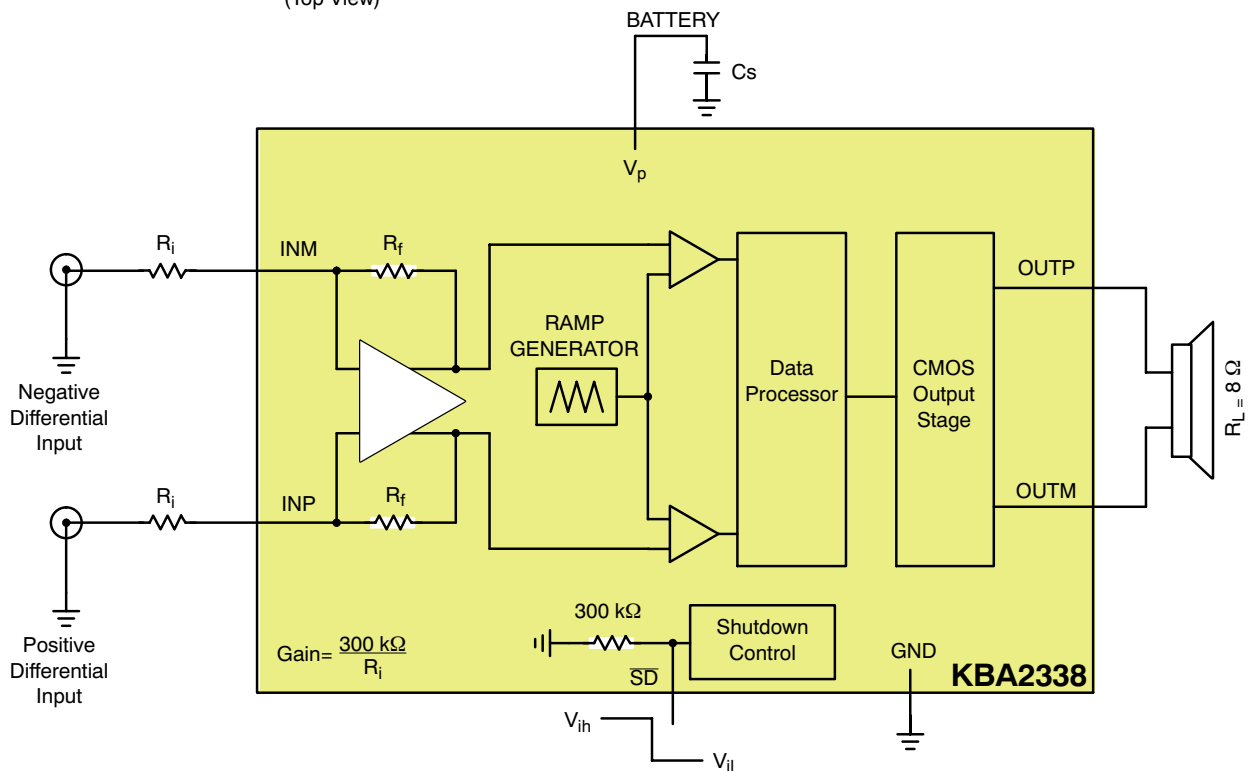 (Top View)
BATTERY
Cs
Vp
Ri
INM
Rf
OUTP
RAMP
GENERATOR
Data
Processor
CMOS
Output
Stage
RL = 8 Ω
Negative
Differential
Input
Ri
INP
Rf
OUTM
Positive
Differential
Input
Gain= 300 kΩ
Ri
300 kΩ
SD
Shutdown
Control
GND
KBA2338
Vih
Vil